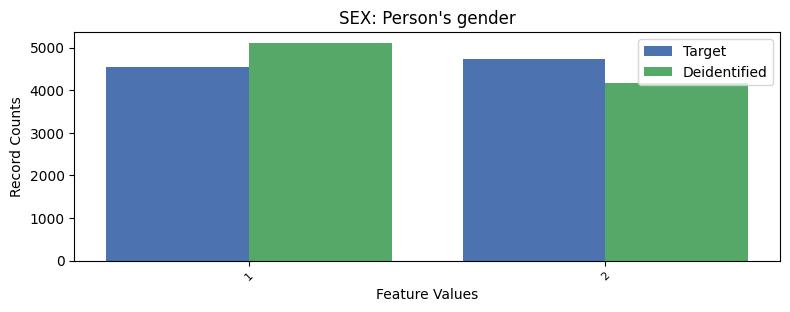 SEX: Person's gender
Target
Deidentified
Record Counts
5000
4000
3000
2000
1000
0
1
2
Feature Values